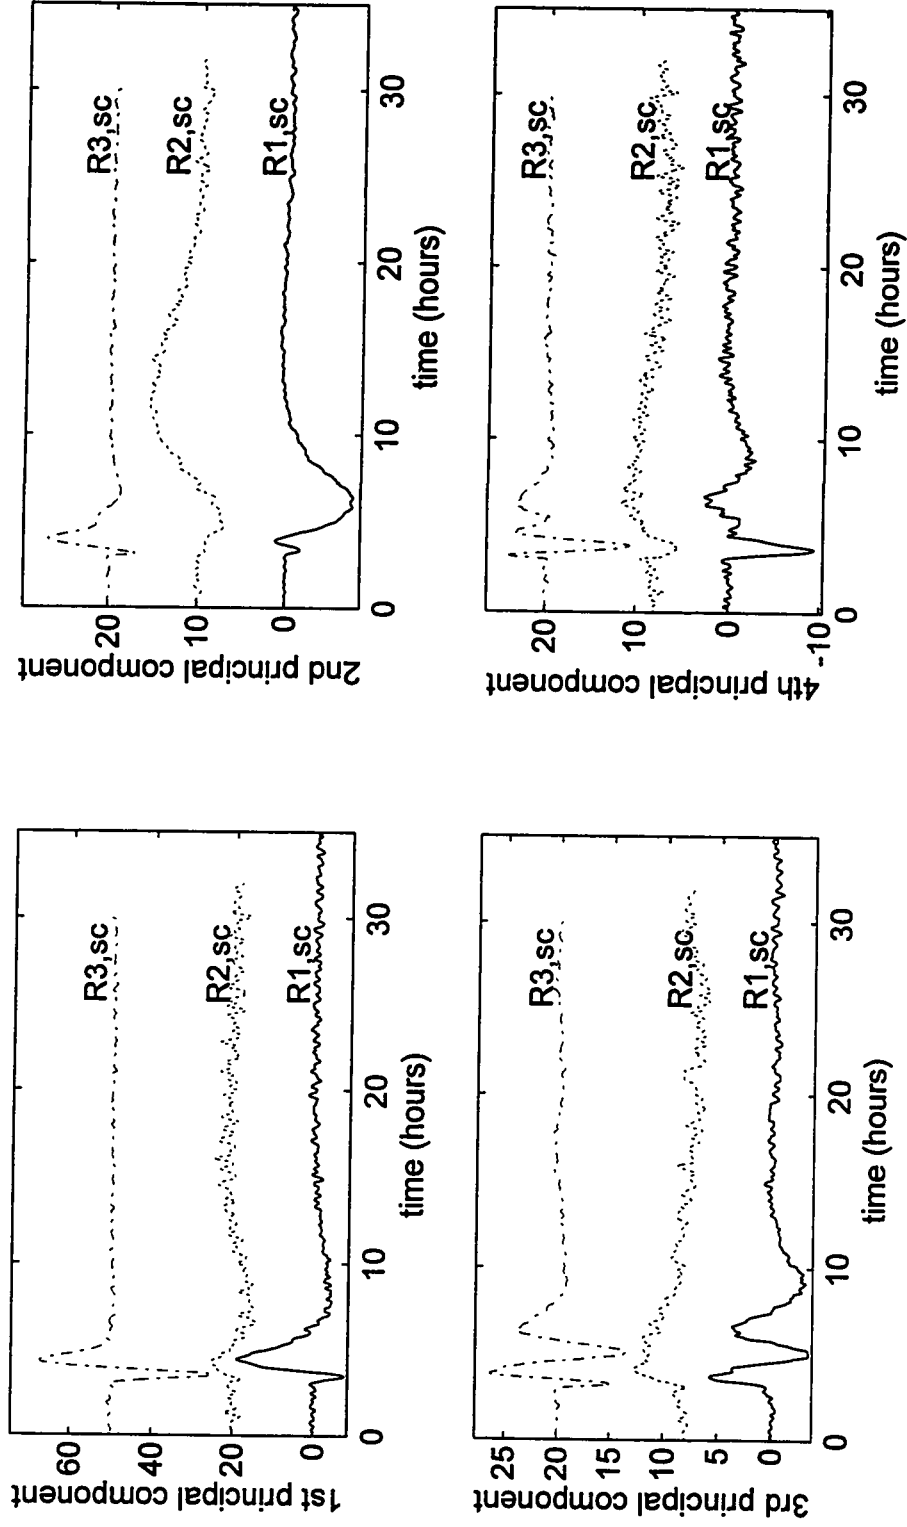 1st principal component
60
40
20
0
R3,sc
R2,sc
R1,sc
0
10
20
30
time (hours)
2nd principal component
20
10
0
R3,sc
R2,sc
R1,sc
0
10
20
30
time (hours)
3rd principal component
25
20
15
10
5
0
R3,sc
R2,sc
R1,sc
0
10
20
30
time (hours)
4th principal component
20
10
0
-10
R3,sc
R2,sc
R1,sc
0
10
20
30
time (hours)